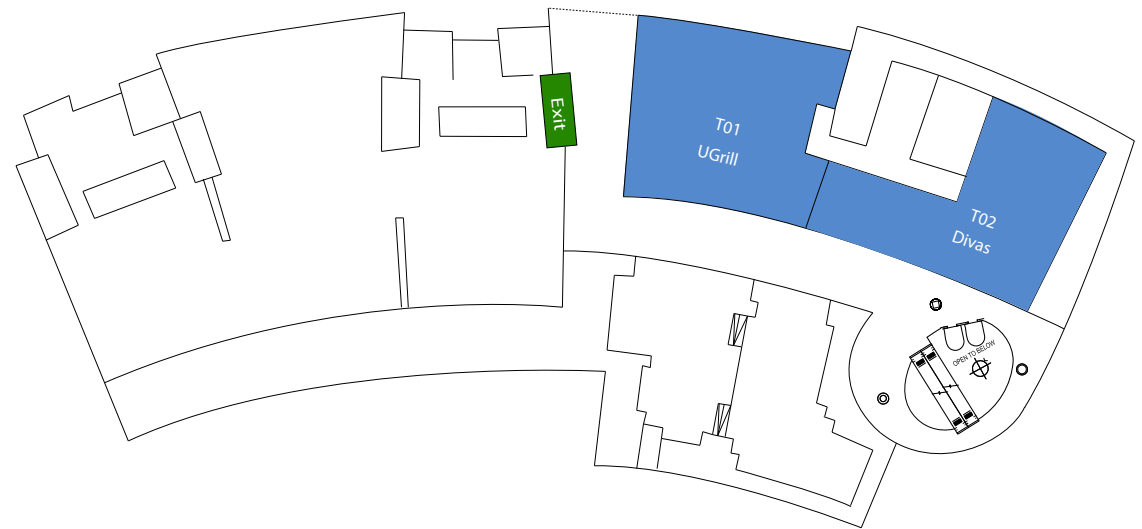 Exit
T01
UGrill
T02
Divas
OPEN TO BELOW